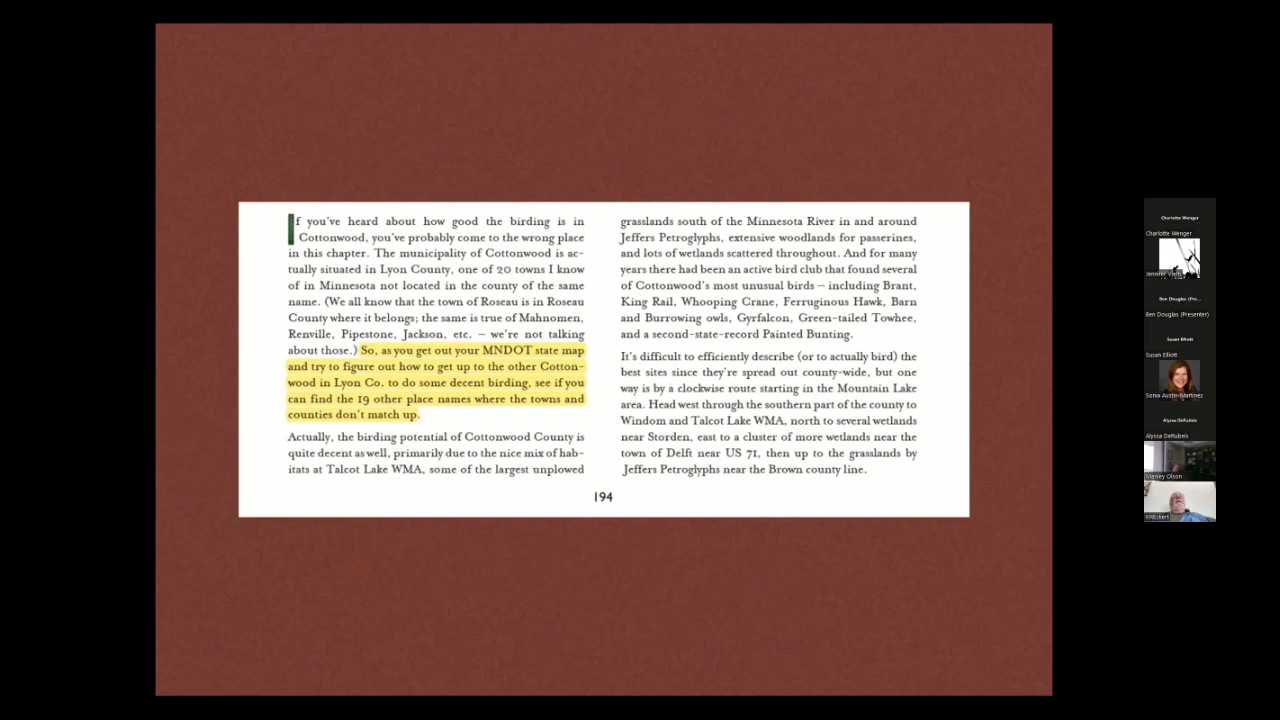 If you've heard about how good the birding is in
Cottonwood, you've probably come to the wrong place
in this chapter. The municipality of Cottonwood is ac-
tually situated in Lyon County, one of 20 towns I know
of in Minnesota not located in the county of the same
name. (We all know that the town of Roseau is in Roseau
County where it belongs; the same is true of Mahnomen,
Renville, Pipestone, Jackson, etc. – we're not talking
about those.) So, as you get out your MNDOT state map
and try to figure out how to get up to the other Cotton-
wood in Lyon Co. to do some decent birding, see if you
can find the 19 other place names where the towns and
counties don't match up.
Actually, the birding potential of Cottonwood County is
quite decent as well, primarily due to the nice mix of hab-
itats at Talcot Lake WMA, some of the largest unplowed
grasslands south of the Minnesota River in and around
Jeffers Petroglyphs, extensive woodlands for passerines,
and lots of wetlands scattered throughout. And for many
years there had been an active bird club that found several
of Cottonwood's most unusual birds – including Brant,
King Rail, Whooping Crane, Ferruginous Hawk, Barn
and Burrowing owls, Gyrfalcon, Green-tailed Towhee,
and a second-state-record Painted Bunting.
It's difficult to efficiently describe (or to actually bird) the
best sites since they're spread out county-wide, but one
way is by a clockwise route starting in the Mountain Lake
area. Head west through the southern part of the county to
Windom and Talcot Lake WMA, north to several wetlands
near Storden, east to a cluster of more wetlands near the
town of Delft near US 71, then up to the grasslands by
Jeffers Petroglyphs near the Brown county line.
194
Charlotte Wenger
Charlotte Wenger
Jennifer Vieth
Ben Douglas (Pre...
Ben Douglas (Presenter)
Susan Elliott
Susan Elliott
Sonia Austin-Martinez
Alyssa DeRubeis
Alyssa DeRubeis
Manley Olson
KREckert